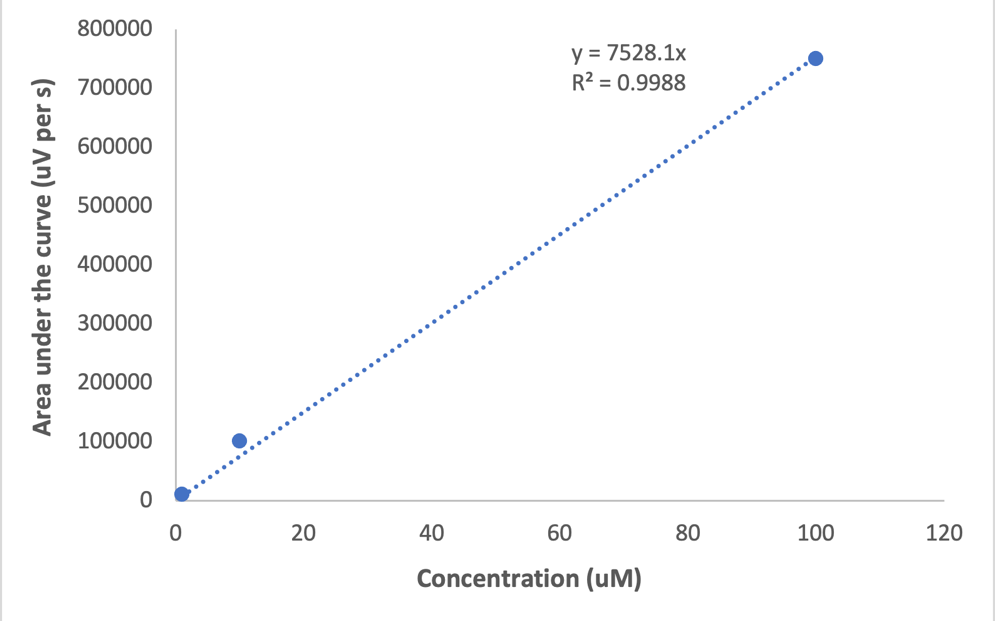 y = 7528.1x
R² = 0.9988
Area under the curve (uV per s)
800000
700000
600000
500000
400000
300000
200000
100000
0
0 20 40 60 80 100 120
Concentration (uM)